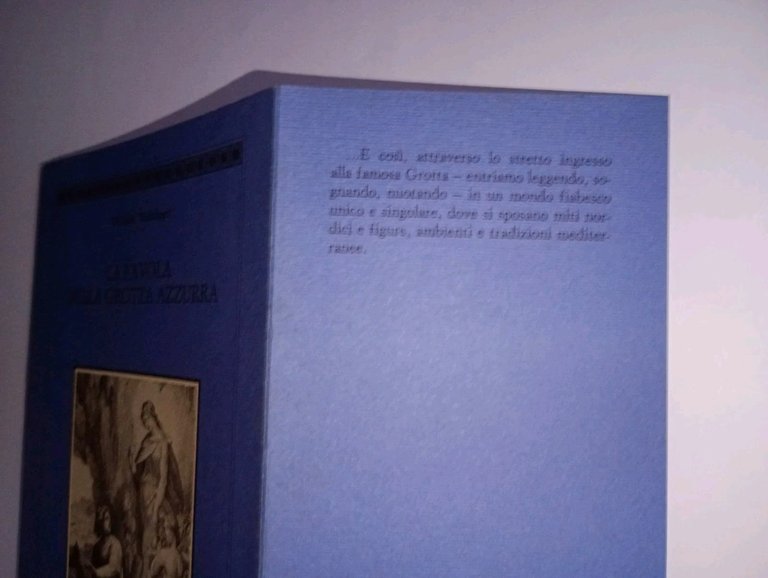 LA FAVOLA
DELLA GROTTA AZZURRA
...E così, attraverso lo stretto ingresso
alla famosa Grotta – entriamo leggendo, so-
gnando, nuotando – in un mondo fiabesco
unico e singolare, dove si sposano miti nor-
dici e figure, ambienti e tradizioni mediter-
ranee.